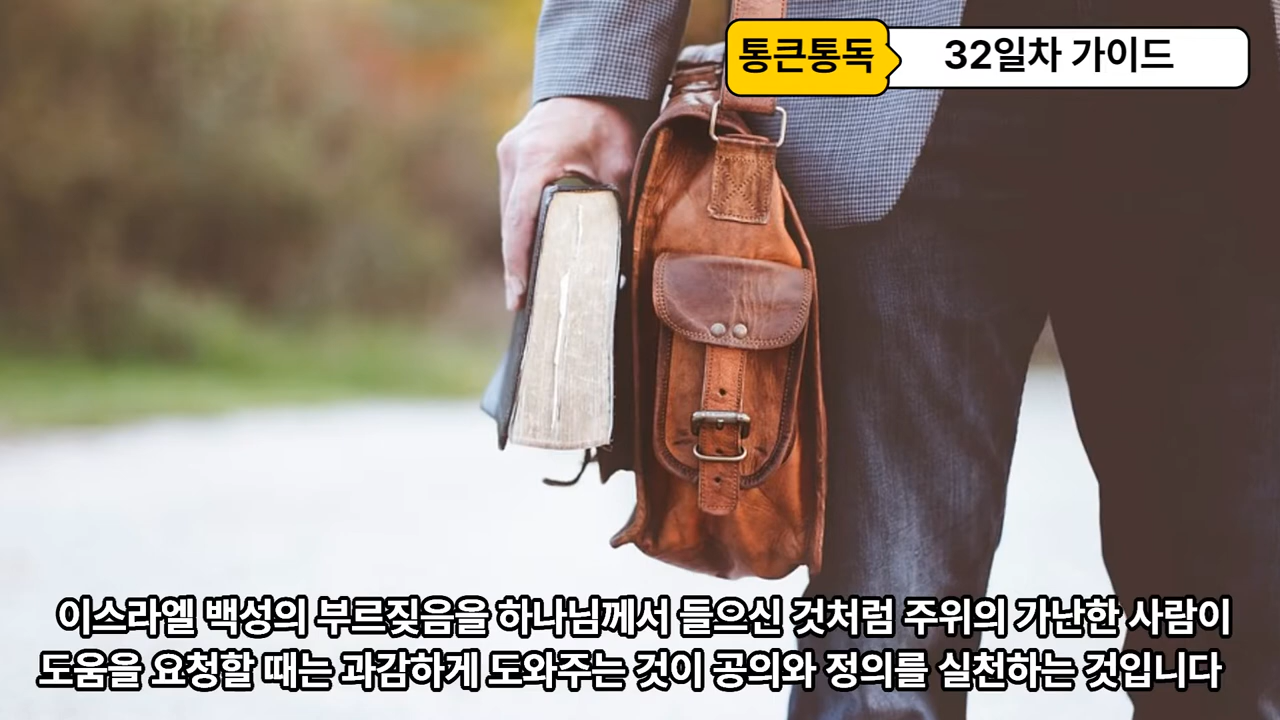 통큰통독
32일차 가이드
이스라엘 백성의 부르짖음을 하나님께서 들으신 것처럼 주위의 가난한 사람이
도움을 요청할 때는 과감하게 도와주는 것이 공의와 정의를 실천하는 것입니다